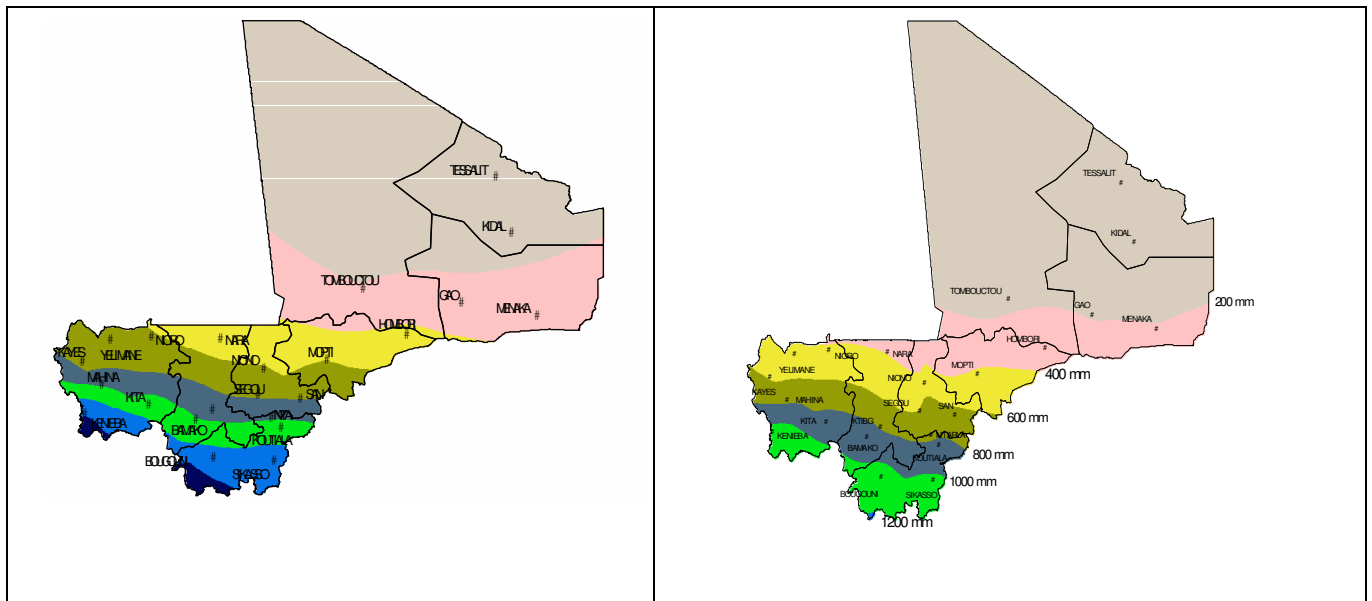 TESSALIT
KIDAL
TOMBOUCTOU
GAO
MENAKA
HOMBORI
NIORO
NARA
KAYES
YELIMANE
NIONO
MOPTI
MAHINA
SEGOU
SAN
KITA
KENIEBA
BAMAKO
KOUTIALA
BOUGOUNI
SIKASSO
TESSALIT
KIDAL
TOMBOUCTOU
GAO
200 mm
MENAKA
HOMBORI
NIORO
NARA
MOPTI
YELIMANE
400 mm
NIONO
KAYES
MAHINA
SEGOU
SAN
600 mm
KITA
KENIEBA
BAMAKO
800 mm
KOUTIALA
1000 mm
BOUGOUNI
SIKASSO
1200 mm